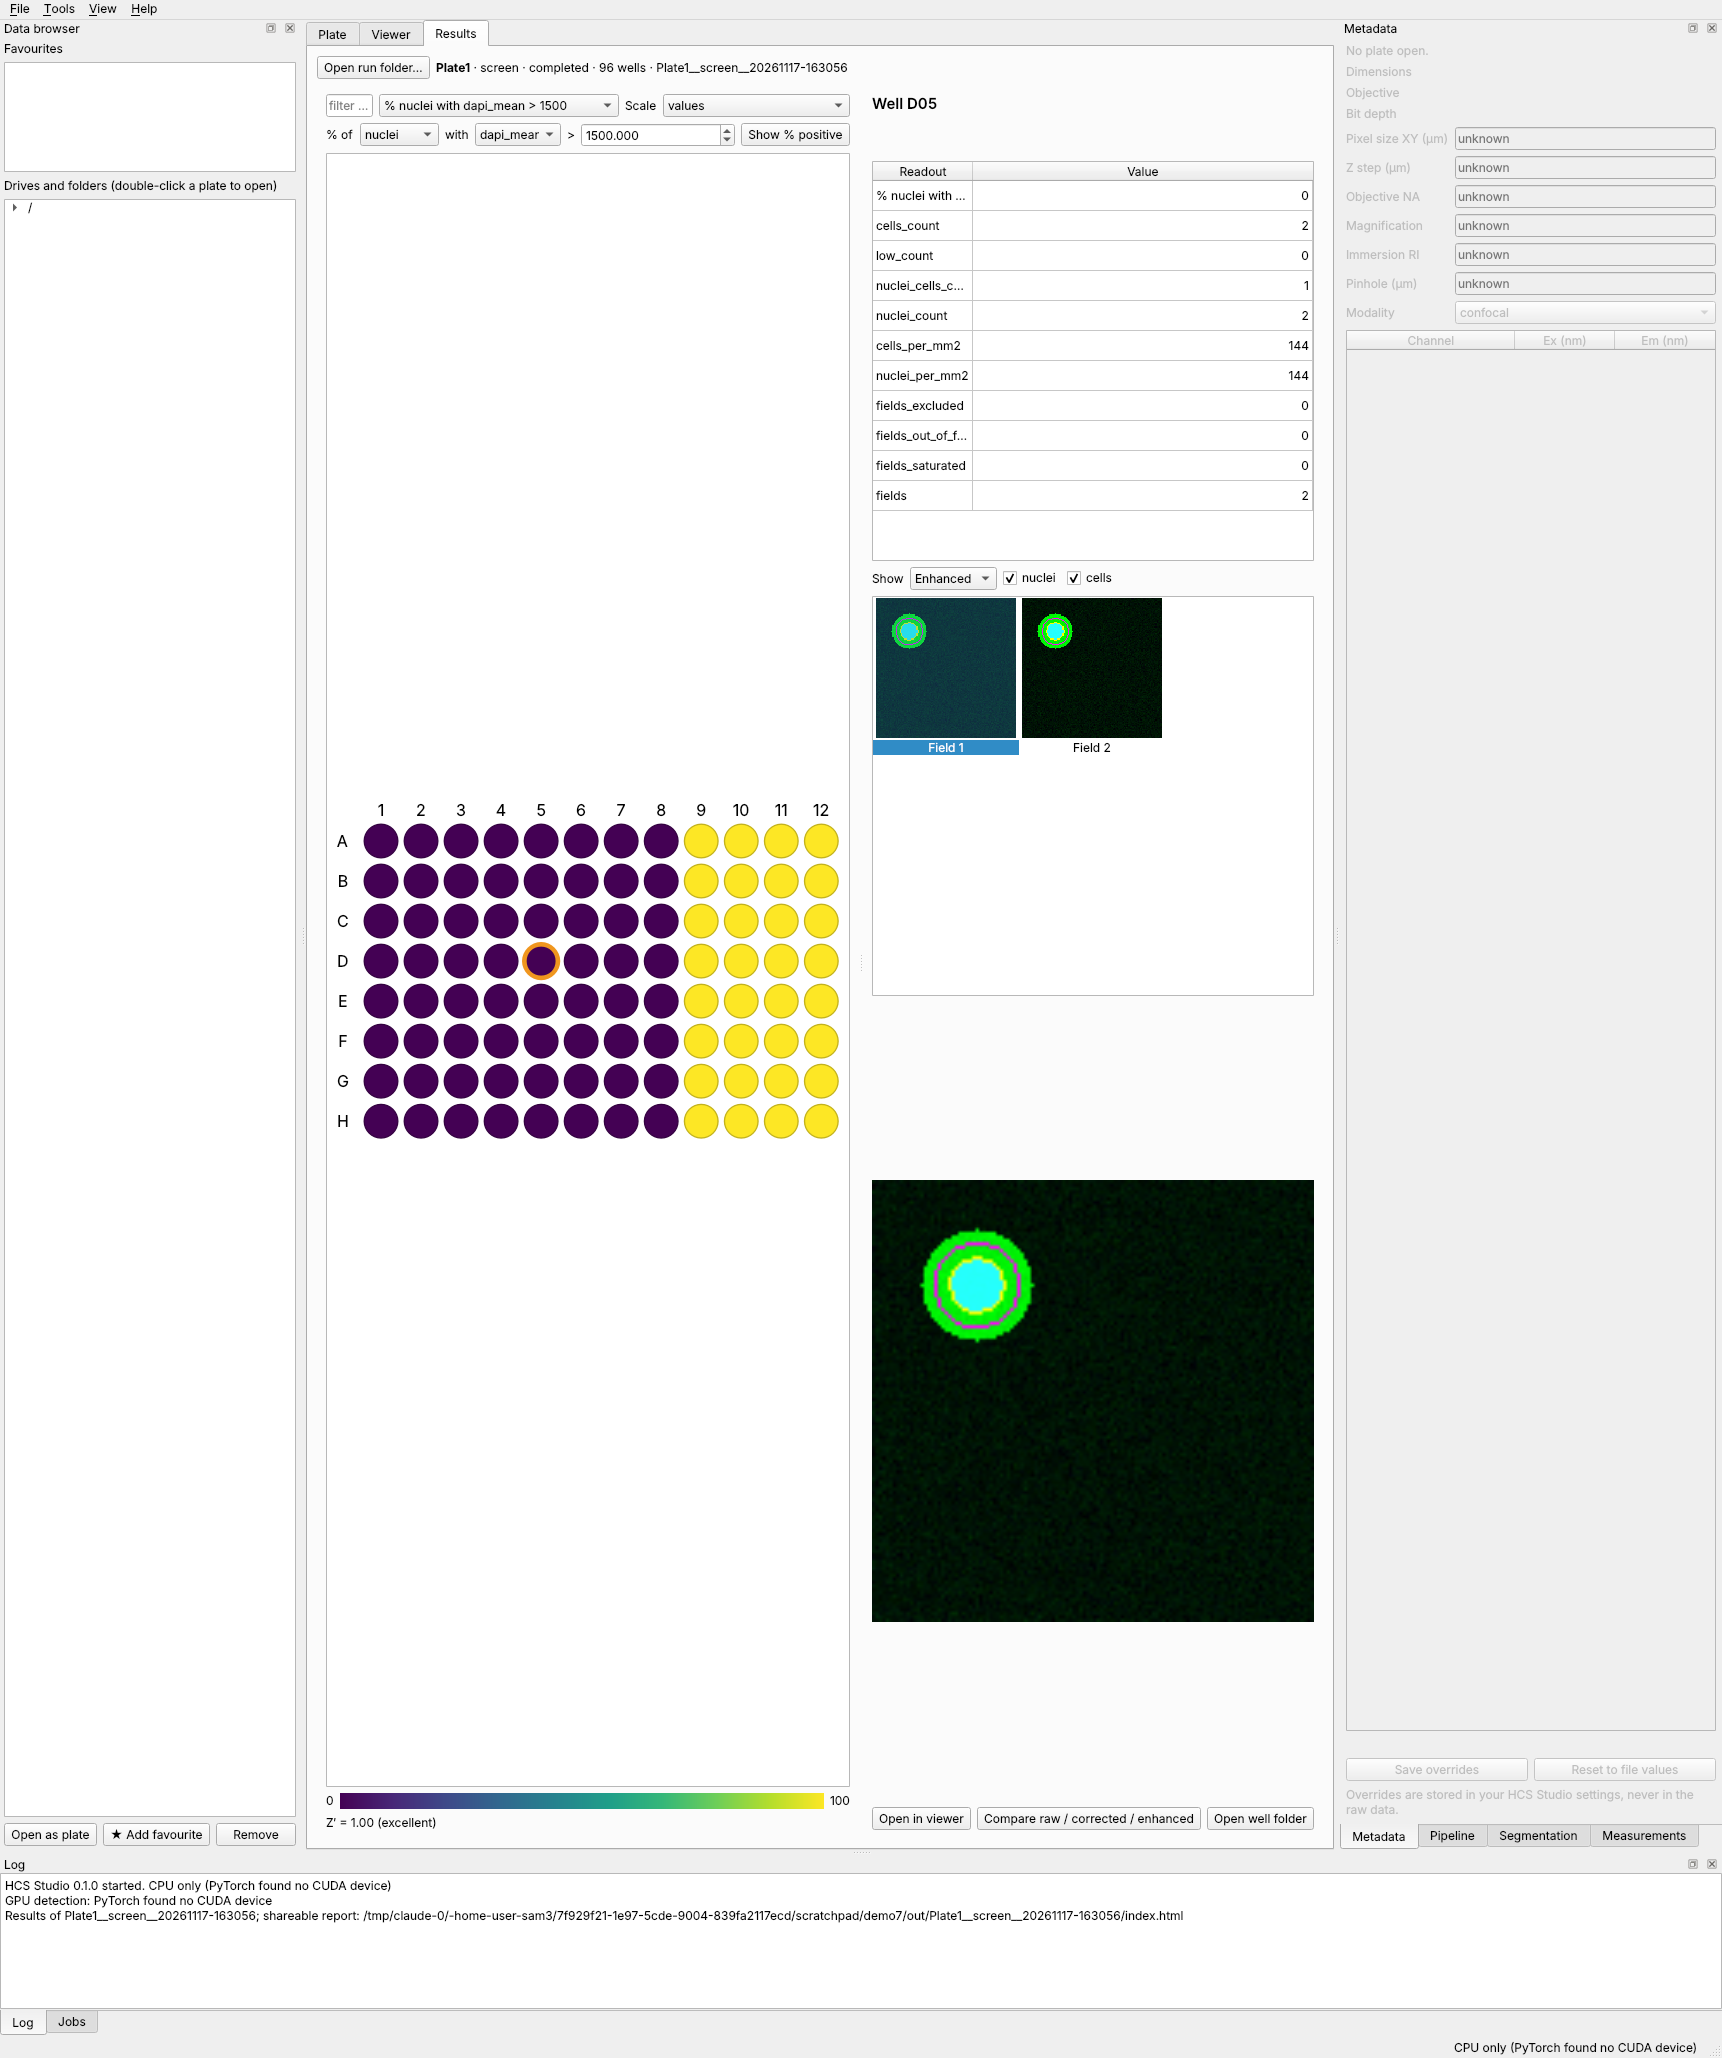 File Tools View Help
Data browser
Favourites
Drives and folders (double-click a plate to open)
/
Open as plate ★ Add favourite Remove
Plate Viewer Results
Open run folder... Plate1 · screen · completed · 96 wells · Plate1__screen__20261117-163056
filter ... % nuclei with dapi_mean > 1500 Scale values
% of nuclei with dapi_mear > 1500.000 Show % positive
1 2 3 4 5 6 7 8 9 10 11 12
A
B
C
D
E
F
G
H
0 100
Z' = 1.00 (excellent)
Well D05
Readout Value
% nuclei with ... 0
cells_count 2
low_count 0
nuclei_cells_c... 1
nuclei_count 2
cells_per_mm2 144
nuclei_per_mm2 144
fields_excluded 0
fields_out_of_f... 0
fields_saturated 0
fields 2
Show Enhanced nuclei cells
Field 1 Field 2
Open in viewer Compare raw / corrected / enhanced Open well folder
Metadata
No plate open.
Dimensions
Objective
Bit depth
Pixel size XY (µm) unknown
Z step (µm) unknown
Objective NA unknown
Magnification unknown
Immersion RI unknown
Pinhole (µm) unknown
Modality confocal
Channel Ex (nm) Em (nm)
Save overrides Reset to file values
Overrides are stored in your HCS Studio settings, never in the
raw data.
Metadata Pipeline Segmentation Measurements
Log
HCS Studio 0.1.0 started. CPU only (PyTorch found no CUDA device)
GPU detection: PyTorch found no CUDA device
Results of Plate1__screen__20261117-163056; shareable report: /tmp/claude-0/-home-user-sam3/7f929f21-1e97-5cde-9004-839fa2117ecd/scratchpad/demo7/out/Plate1__screen__20261117-163056/index.html
Log Jobs
CPU only (PyTorch found no CUDA device)